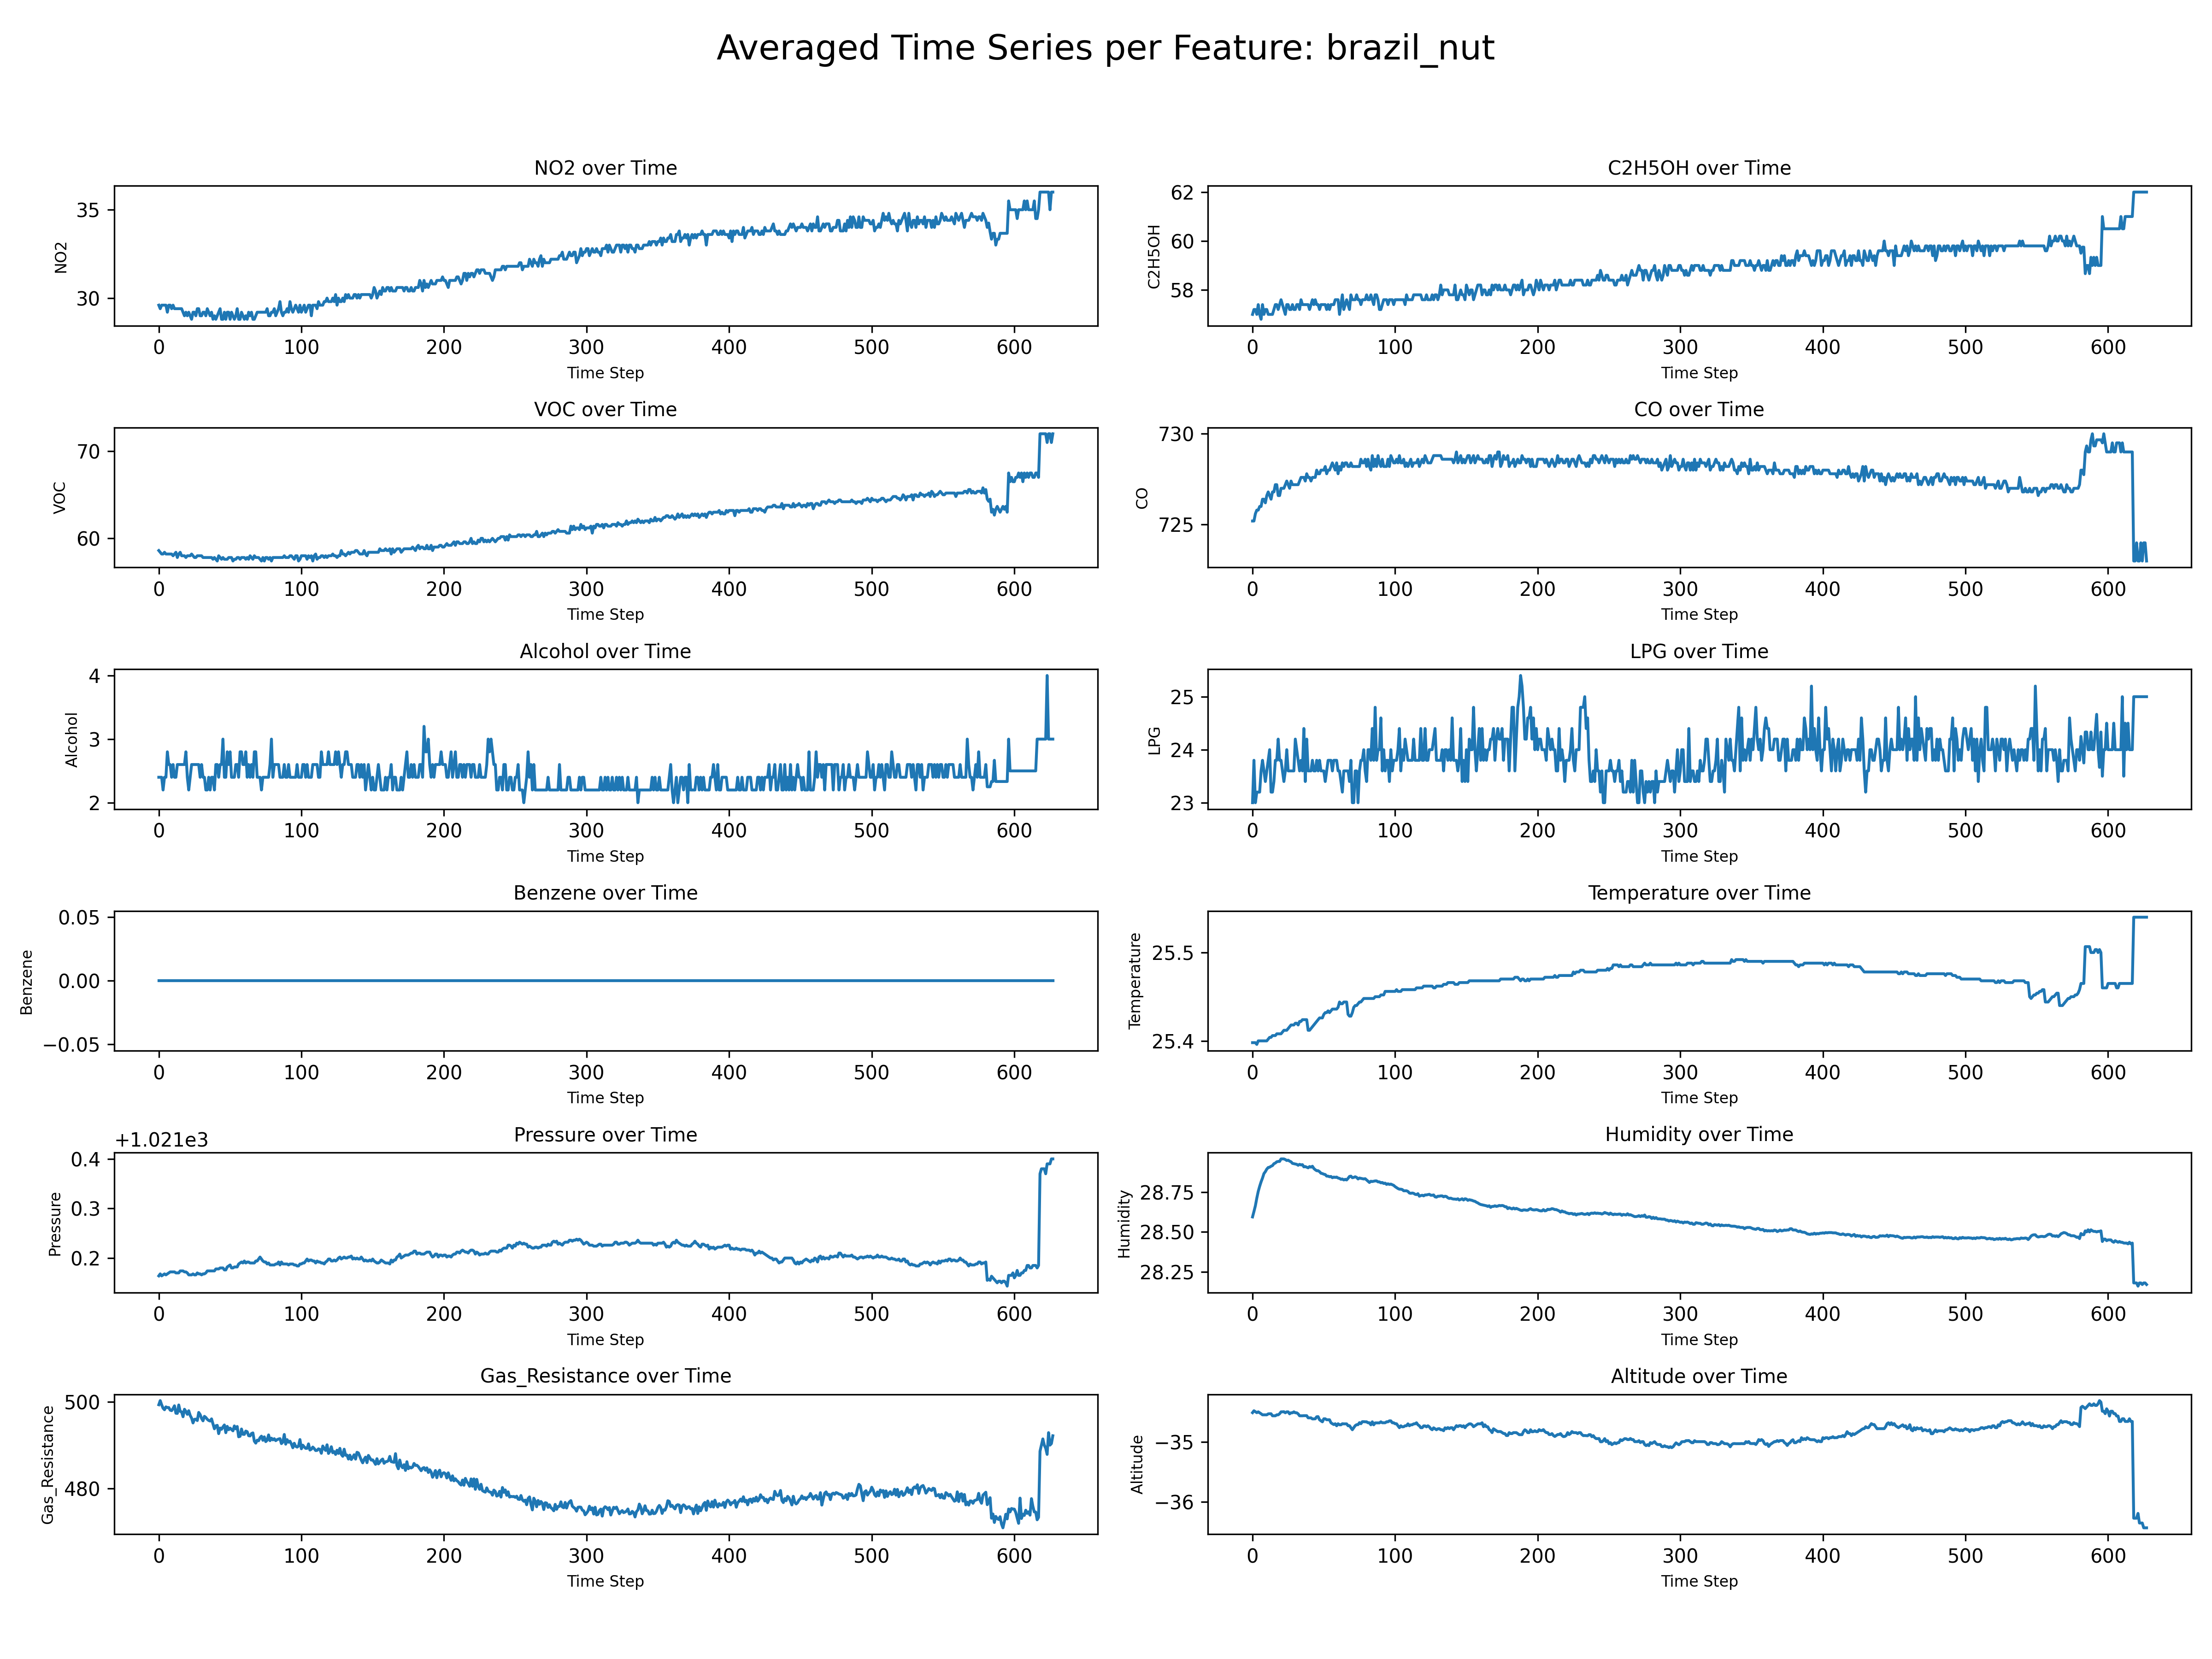 Averaged Time Series per Feature: brazil_nut
NO2 over Time
NO2
35
30
0 100 200 300 400 500 600
Time Step
C2H5OH over Time
C2H5OH
62
60
58
0 100 200 300 400 500 600
Time Step
VOC over Time
VOC
70
60
0 100 200 300 400 500 600
Time Step
CO over Time
CO
730
725
0 100 200 300 400 500 600
Time Step
Alcohol over Time
Alcohol
4
3
2
0 100 200 300 400 500 600
Time Step
LPG over Time
LPG
25
24
23
0 100 200 300 400 500 600
Time Step
Benzene over Time
Benzene
0.05
0.00
−0.05
0 100 200 300 400 500 600
Time Step
Temperature over Time
Temperature
25.5
25.4
0 100 200 300 400 500 600
Time Step
Pressure over Time
+1.021e3
Pressure
0.4
0.3
0.2
0 100 200 300 400 500 600
Time Step
Humidity over Time
Humidity
28.75
28.50
28.25
0 100 200 300 400 500 600
Time Step
Gas_Resistance over Time
Gas_Resistance
500
480
0 100 200 300 400 500 600
Time Step
Altitude over Time
Altitude
−35
−36
0 100 200 300 400 500 600
Time Step